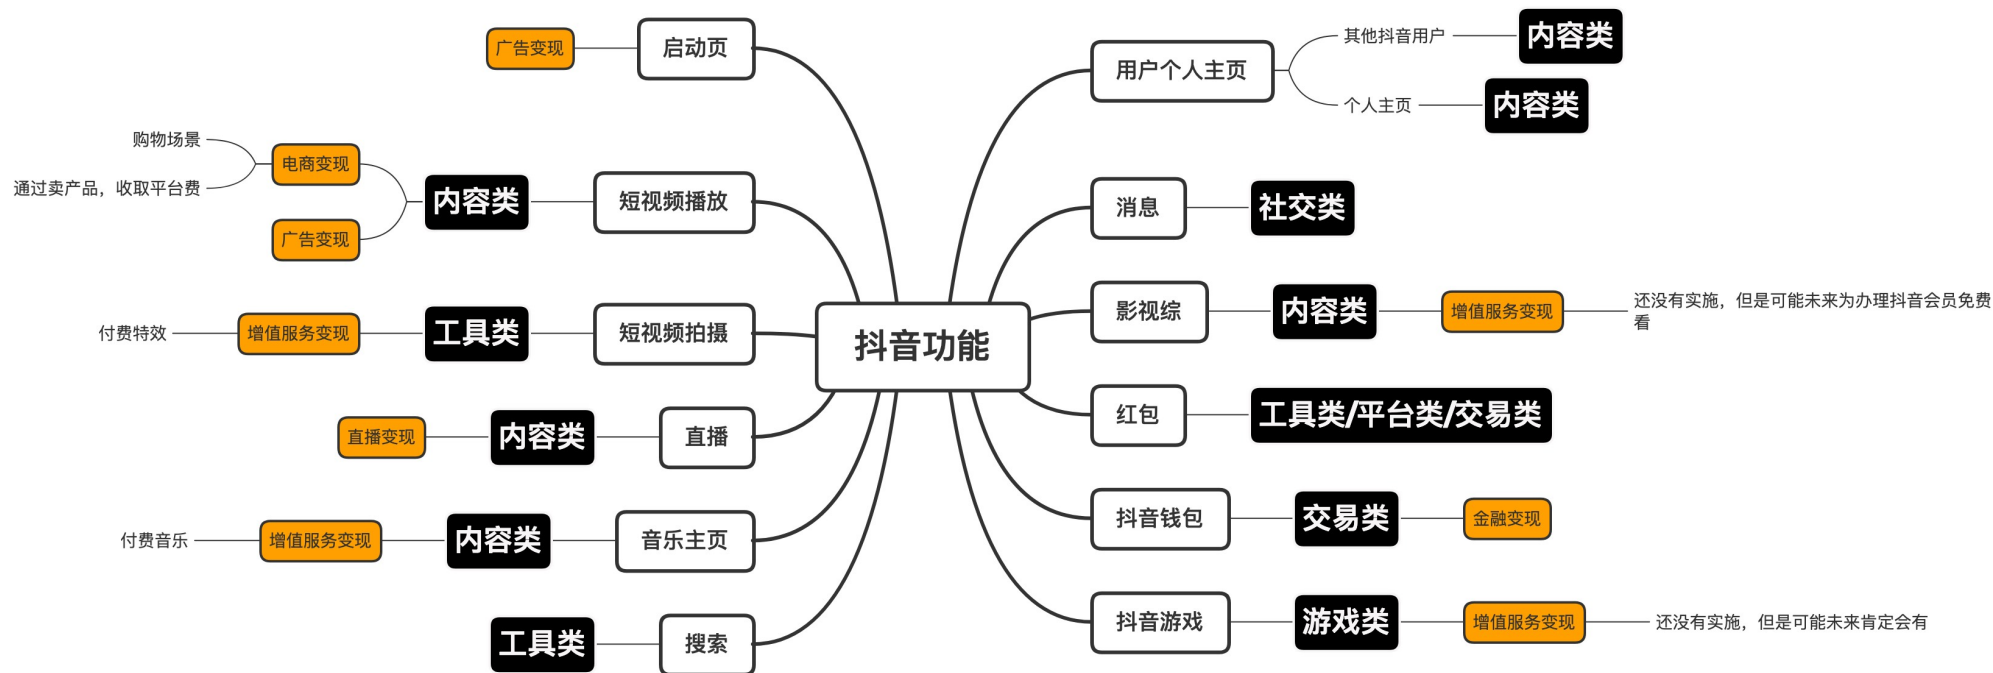 抖音功能
启动页
广告变现
短视频播放
内容类
电商变现
购物场景
通过卖产品，收取平台费
广告变现
短视频拍摄
工具类
增值服务变现
付费特效
直播
内容类
直播变现
音乐主页
内容类
增值服务变现
付费音乐
搜索
工具类
用户个人主页
其他抖音用户
内容类
个人主页
内容类
消息
社交类
影视综
内容类
增值服务变现
还没有实施，但是可能未来为办理抖音会员免费
看
红包
工具类/平台类/交易类
抖音钱包
交易类
金融变现
抖音游戏
游戏类
增值服务变现
还没有实施，但是可能未来肯定会有